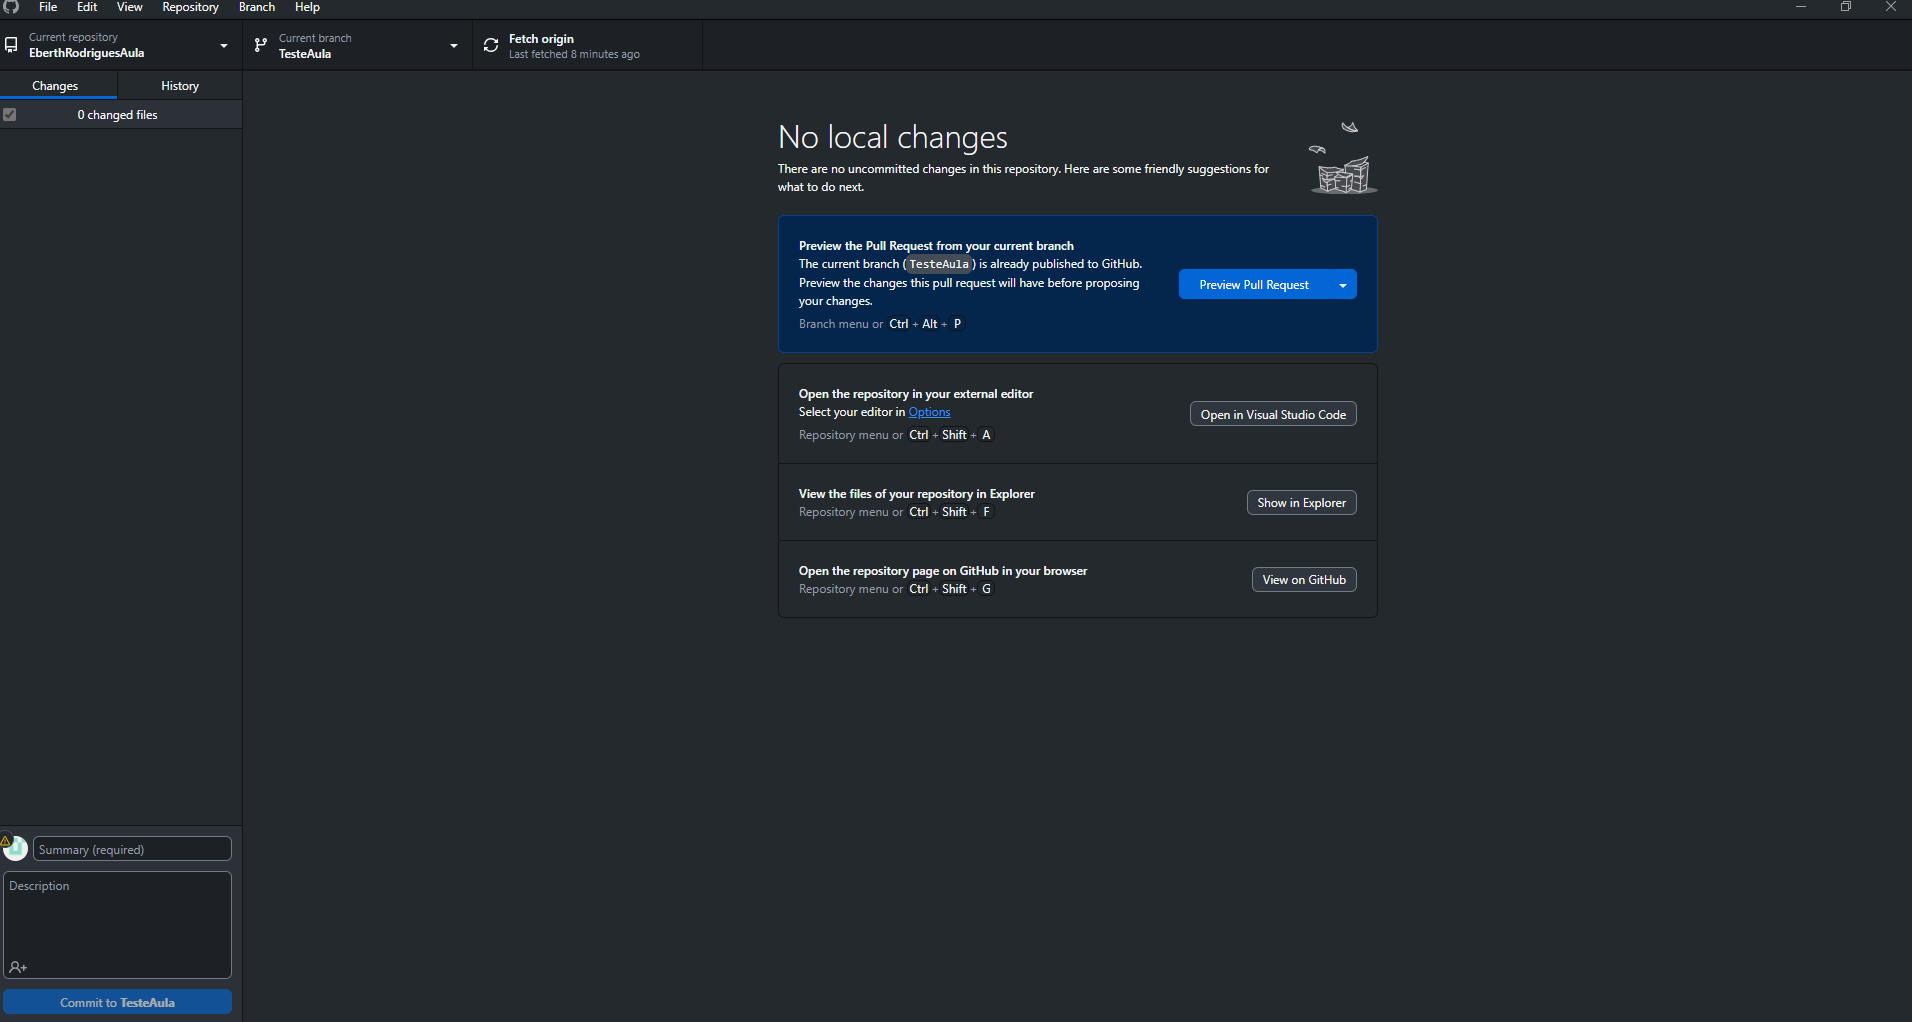 File Edit View Repository Branch Help
Current repository
EberthRodriguesAula
Current branch
TesteAula
Fetch origin
Last fetched 8 minutes ago
Changes
History
0 changed files
No local changes
There are no uncommitted changes in this repository. Here are some friendly suggestions for
what to do next.
Preview the Pull Request from your current branch
The current branch (TesteAula) is already published to GitHub.
Preview the changes this pull request will have before proposing
your changes.
Branch menu or Ctrl + Alt + P
Preview Pull Request
Open the repository in your external editor
Select your editor in Options
Repository menu or Ctrl + Shift + A
Open in Visual Studio Code
View the files of your repository in Explorer
Repository menu or Ctrl + Shift + F
Show in Explorer
Open the repository page on GitHub in your browser
Repository menu or Ctrl + Shift + G
View on GitHub
Summary (required)
Description
Commit to TesteAula